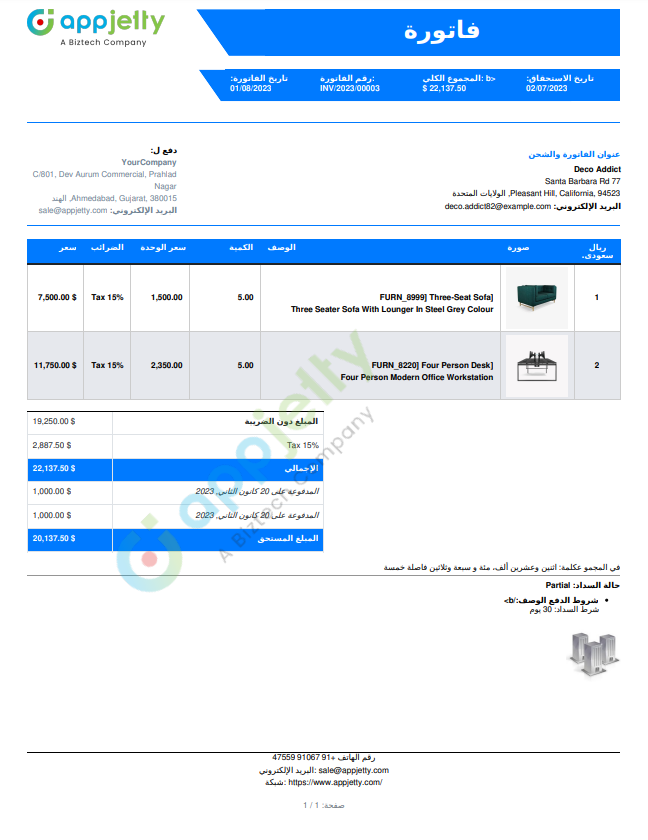 appjetty
A Biztech Company
فاتورة
تاريخ الاستحقاق:
02/07/2023
المجموع الكلي: b>
$ 22,137.50
رقم الفاتورة:
INV/2023/00003
تاريخ الفاتورة:
01/08/2023
عنوان الفاتورة والشحن
Deco Addict
77 Santa Barbara Rd
Pleasant Hill, California, 94523, الولايات المتحدة
البريد الإلكتروني: deco.addict82@example.com
دفع ل:
YourCompany
C/801, Dev Aurum Commercial, Prahlad
Nagar
Ahmedabad, Gujarat, 380015, الهند
البريد الإلكتروني: sale@appjetty.com
ريال سعودي. صورة الوصف الكمية سعر الوحدة الضرائب سعر
1 FURN_8999] Three-Seat Sofa] 5.00 1,500.00 Tax 15% 7,500.00 $
Three Seater Sofa With Lounger In Steel Grey Colour
2 FURN_8220] Four Person Desk] 5.00 2,350.00 Tax 15% 11,750.00 $
Four Person Modern Office Workstation
المبلغ دون الضريبة 19,250.00 $
Tax 15% 2,887.50 $
الإجمالي 22,137.50 $
المدفوعة على 20 كانون الثاني, 2023 1,000.00 $
المدفوعة على 20 كانون الثاني, 2023 1,000.00 $
المبلغ المستحق 20,137.50 $
appjetty
A Biztech Company
في المجمو عكلمة: اثنين وعشرين ألف، مئة و سبعة وثلاثين فاصلة خمسة
حالة السداد: Partial
• شروط الدفع الوصف:/b>
شرط السداد: 30 يوم
رقم الهاتف +91 91067 47559
البريد الإلكتروني: sale@appjetty.com
شبكة: https://www.appjetty.com/
صفحة: 1 / 1